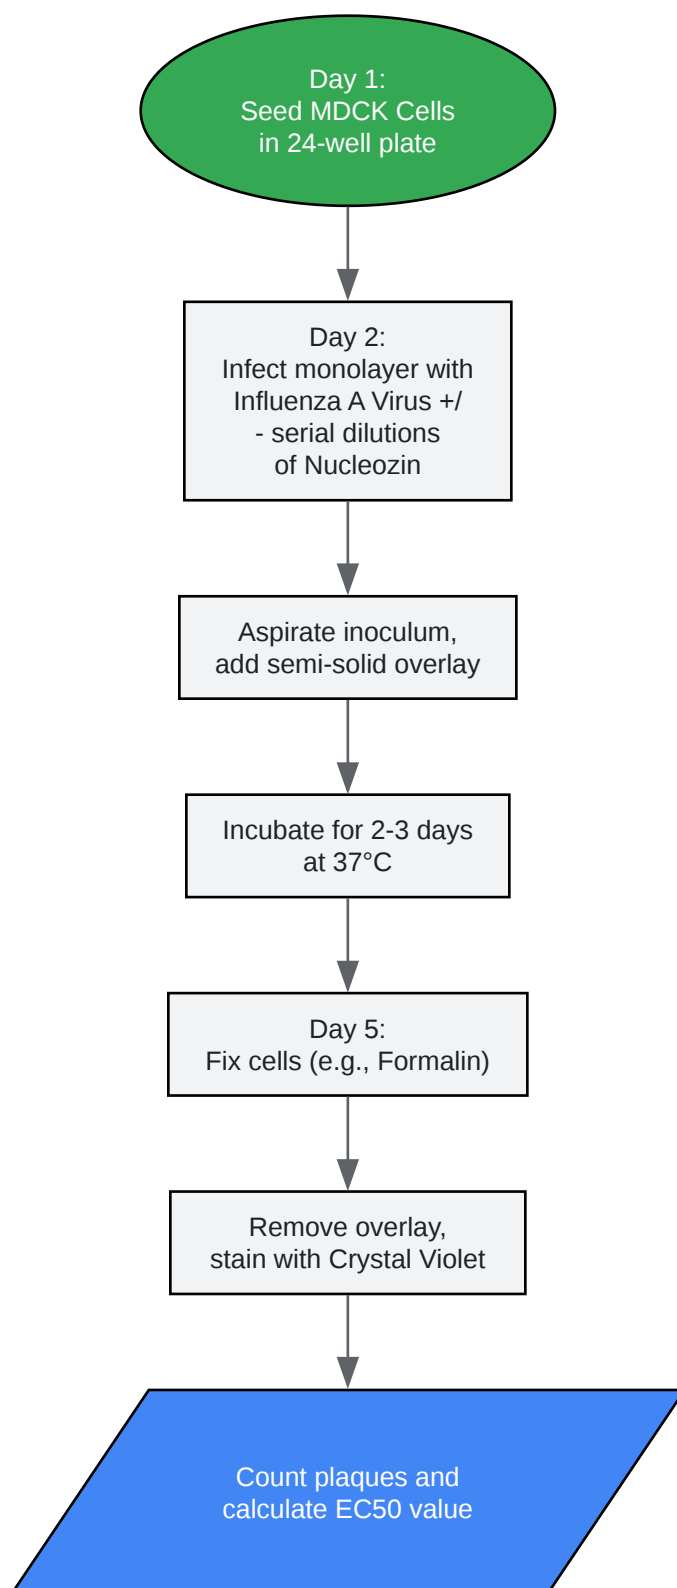 Day 1:
Seed MDCK Cells
in 24-well plate
Day 2:
Infect monolayer with
Influenza A Virus +/
- serial dilutions
of Nucleozin
Aspirate inoculum,
add semi-solid overlay
Incubate for 2-3 days
at 37°C
Day 5:
Fix cells (e.g., Formalin)
Remove overlay,
stain with Crystal Violet
Count plaques and
calculate EC50 value